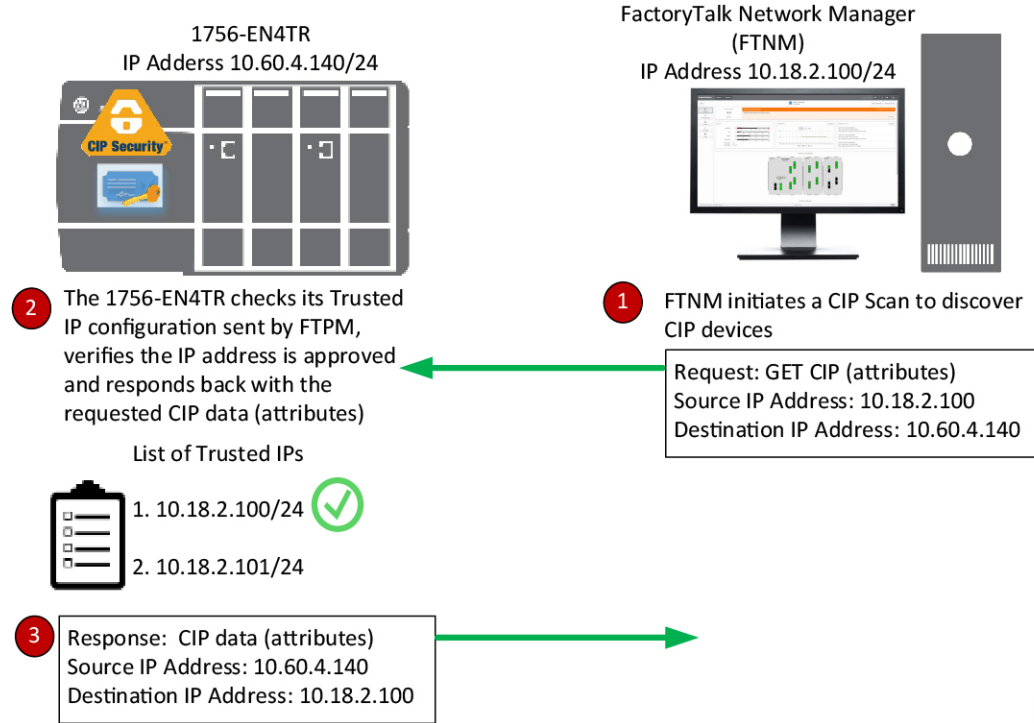 1756-EN4TR
IP Adderss 10.60.4.140/24
CIP Security
FactoryTalk Network Manager
(FTNM)
IP Address 10.18.2.100/24
2
The 1756-EN4TR checks its Trusted
IP configuration sent by FTPM,
verifies the IP address is approved
and responds back with the
requested CIP data (attributes)
1
FTNM initiates a CIP Scan to discover
CIP devices
Request: GET CIP (attributes)
Source IP Address: 10.18.2.100
Destination IP Address: 10.60.4.140
List of Trusted IPs
1. 10.18.2.100/24
2. 10.18.2.101/24
3
Response:  CIP data (attributes)
Source IP Address: 10.60.4.140
Destination IP Address: 10.18.2.100